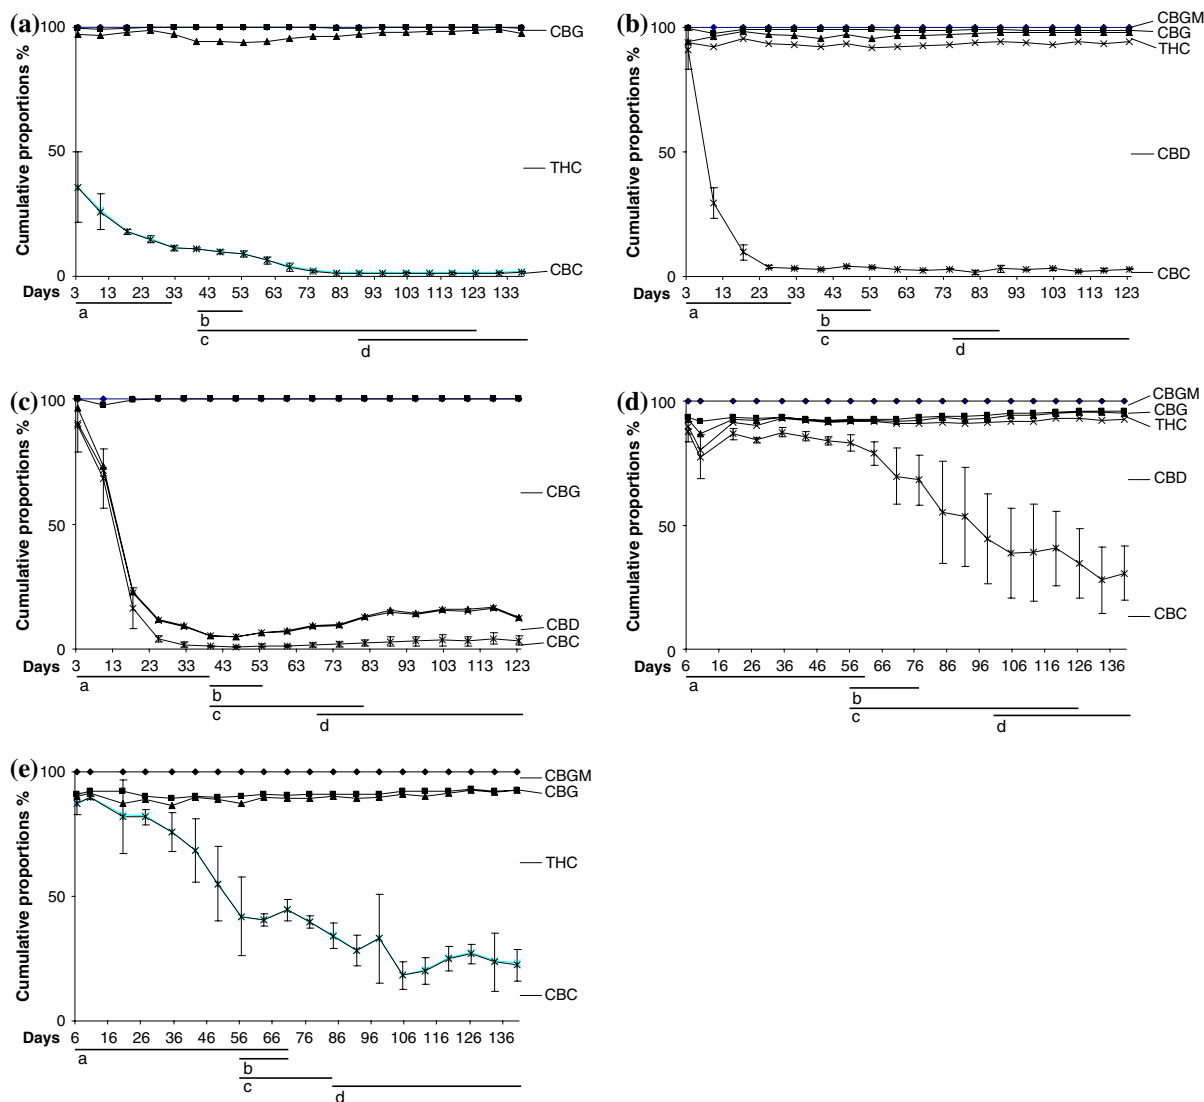 (a)
Cumulative proportions %
100
50
0
CBG
THC
CBC
Days 3 13 23 33 43 53 63 73 83 93 103 113 123 133
a
b
c
d
(b)
Cumulative proportions %
100
50
0
CBGM
CBG
THC
CBD
CBC
3 13 23 33 43 53 63 73 83 93 103 113 123
Days
a
b
c
d
(c)
Cumulative proportions %
100
50
0
CBG
CBD
CBC
3 13 23 33 43 53 63 73 83 93 103 113 123
Days
a
b
c
d
(d)
Cumulative proportions %
100
50
0
CBGM
CBG
THC
CBD
CBC
6 16 26 36 46 56 66 76 86 96 106 116 126 136
Days
a
b
c
d
(e)
Cumulative proportions %
100
50
0
CBGM
CBG
THC
CBC
Days 6 16 26 36 46 56 66 76 86 96 106 116 126 136
a
b
c
d